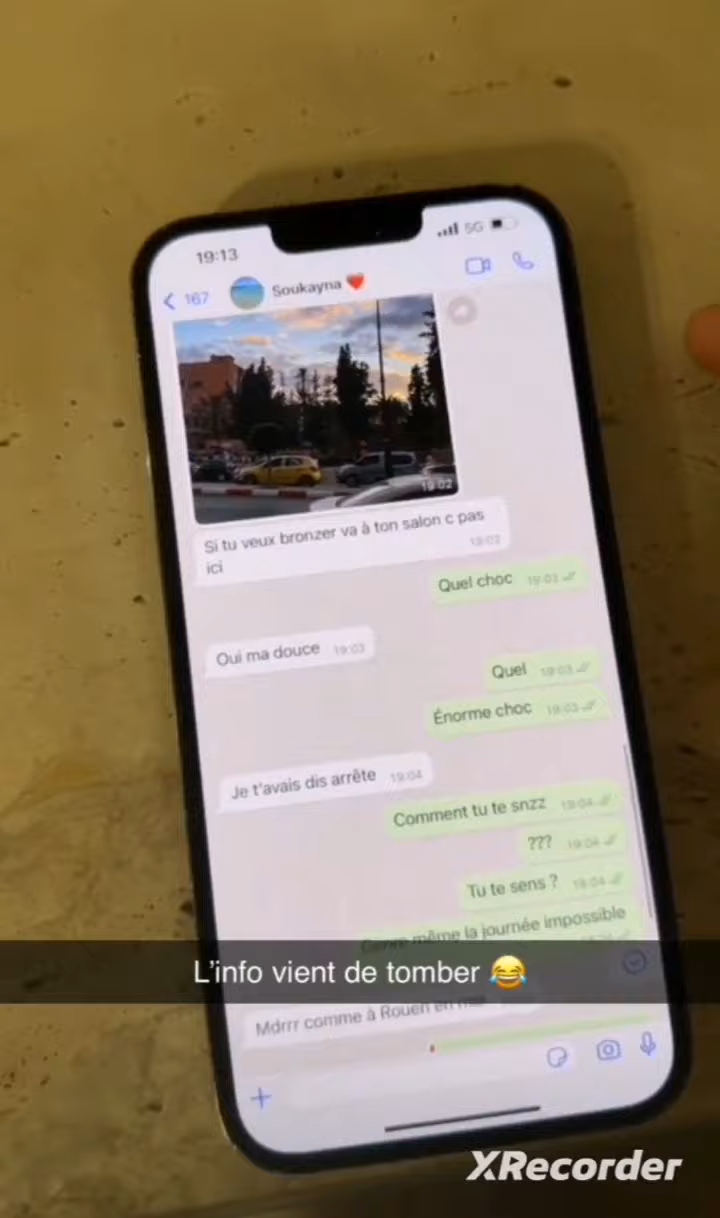 19:13
5G
167
Soukayna ❤️
19:02
Si tu veux bronzer va à ton salon c pas
ici
19:02
Quel choc 19:03
Oui ma douce 19:03
Quel 19:03
Énorme choc 19:03
Je t'avais dis arrête 19:04
Comment tu te snzz 19:04
??? 19:04
Tu te sens ? 19:04
Genre même la journée impossible
L'info vient de tomber 😂
Mdrrr comme à Rouen en
XRecorder